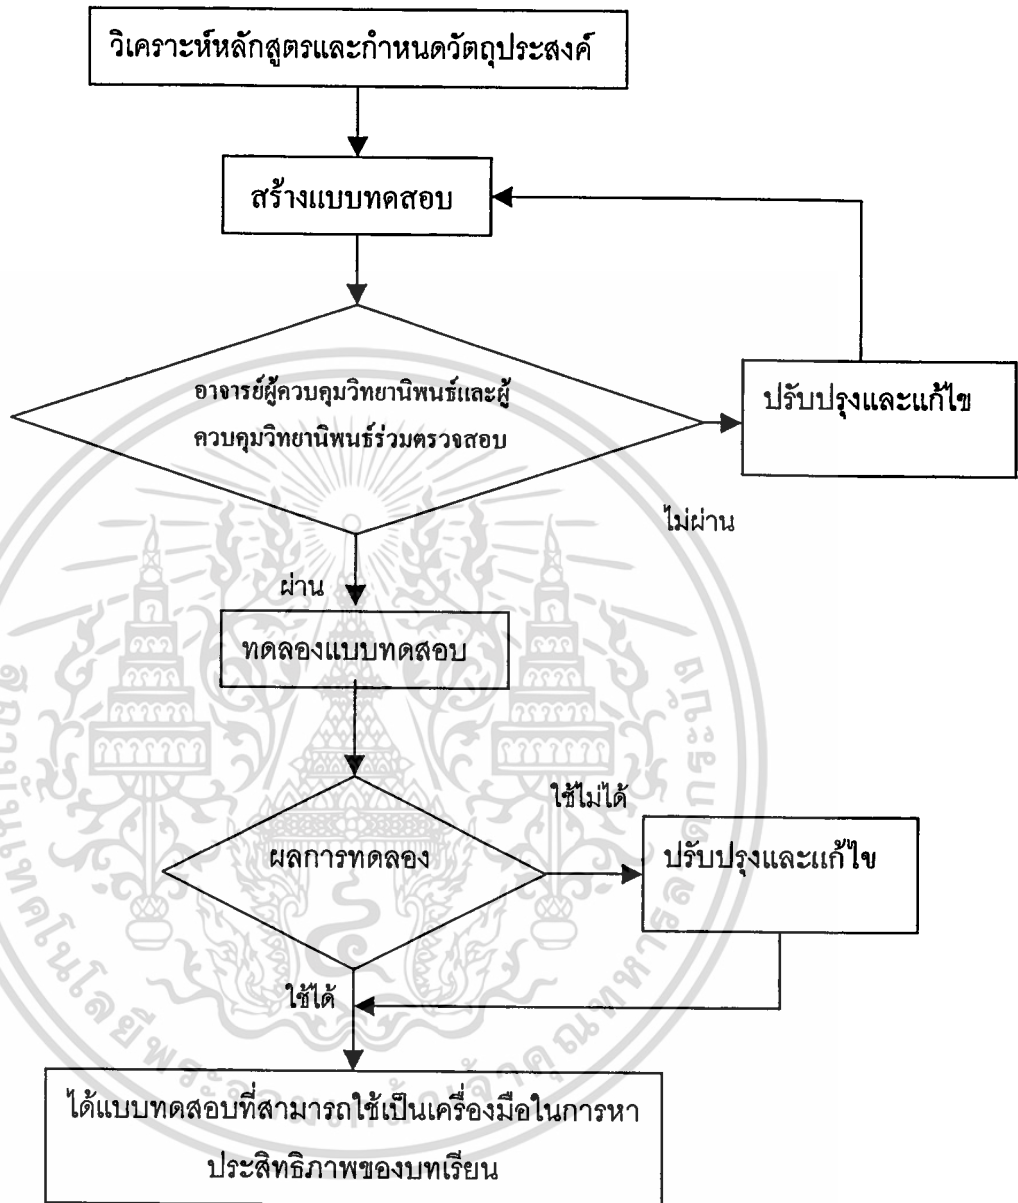 วิเคราะห์หลักสูตรและกำหนดวัตถุประสงค์
สร้างแบบทดสอบ
อาจารย์ผู้ควบคุมวิทยานิพนธ์และผู้
ควบคุมวิทยานิพนธ์ร่วมตรวจสอบ
ปรับปรุงและแก้ไข
ไม่ผ่าน
ผ่าน
ทดลองแบบทดสอบ
ใช้ไม่ได้
ผลการทดลอง
ปรับปรุงและแก้ไข
ใช้ได้
ได้แบบทดสอบที่สามารถใช้เป็นเครื่องมือในการหา
ประสิทธิภาพของบทเรียน